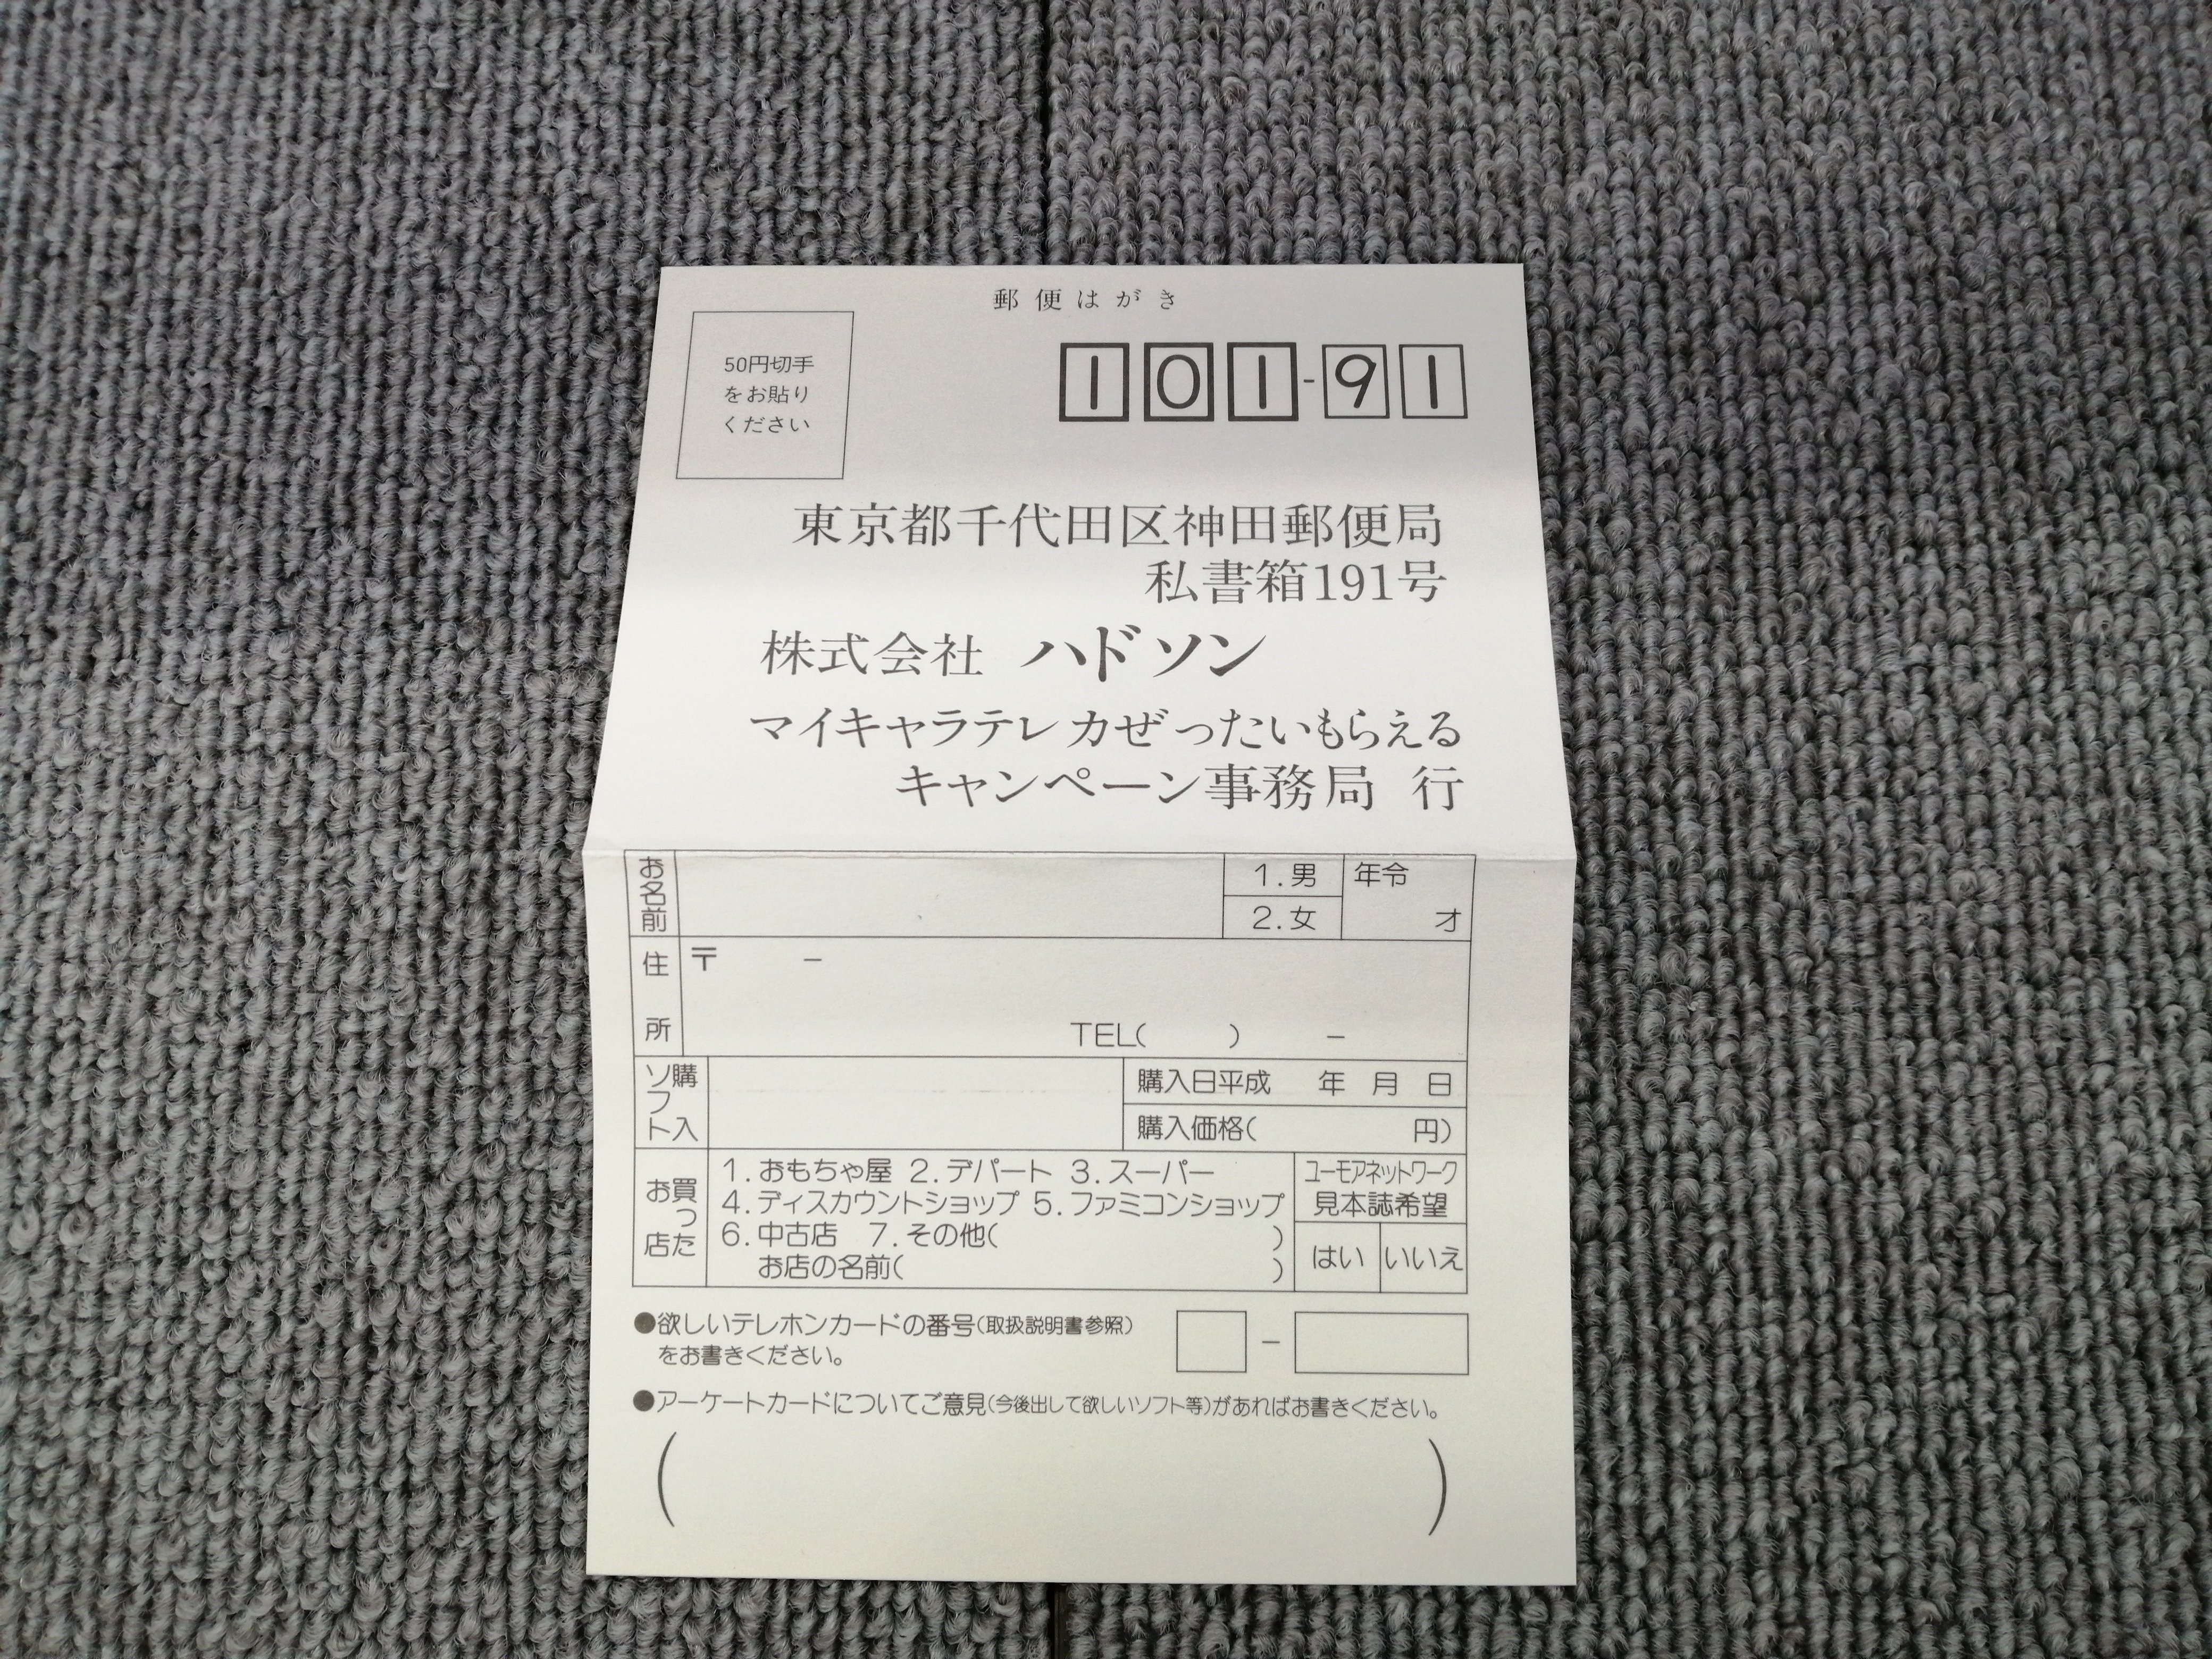 郵便はがき
50円切手
をお貼り
ください
101-91
東京都千代田区神田郵便局
私書箱191号
株式会社 ハドソン
マイキャラテレカぜったいもらえる
キャンペーン事務局 行
お名前
1.男
2.女
年令
才
住所
〒 －
TEL( ) －
購入ソフト
購入日平成 年 月 日
購入価格( 円)
お買った店
1.おもちゃ屋 2.デパート 3.スーパー
4.ディスカウントショップ 5.ファミコンショップ
6.中古店 7.その他( )
お店の名前( )
ユーモアネットワーク
見本誌希望
はい いいえ
●欲しいテレホンカードの番号(取扱説明書参照)
をお書きください。
－
●アーケートカードについてご意見(今後出して欲しいソフト等)があればお書きください。
( )